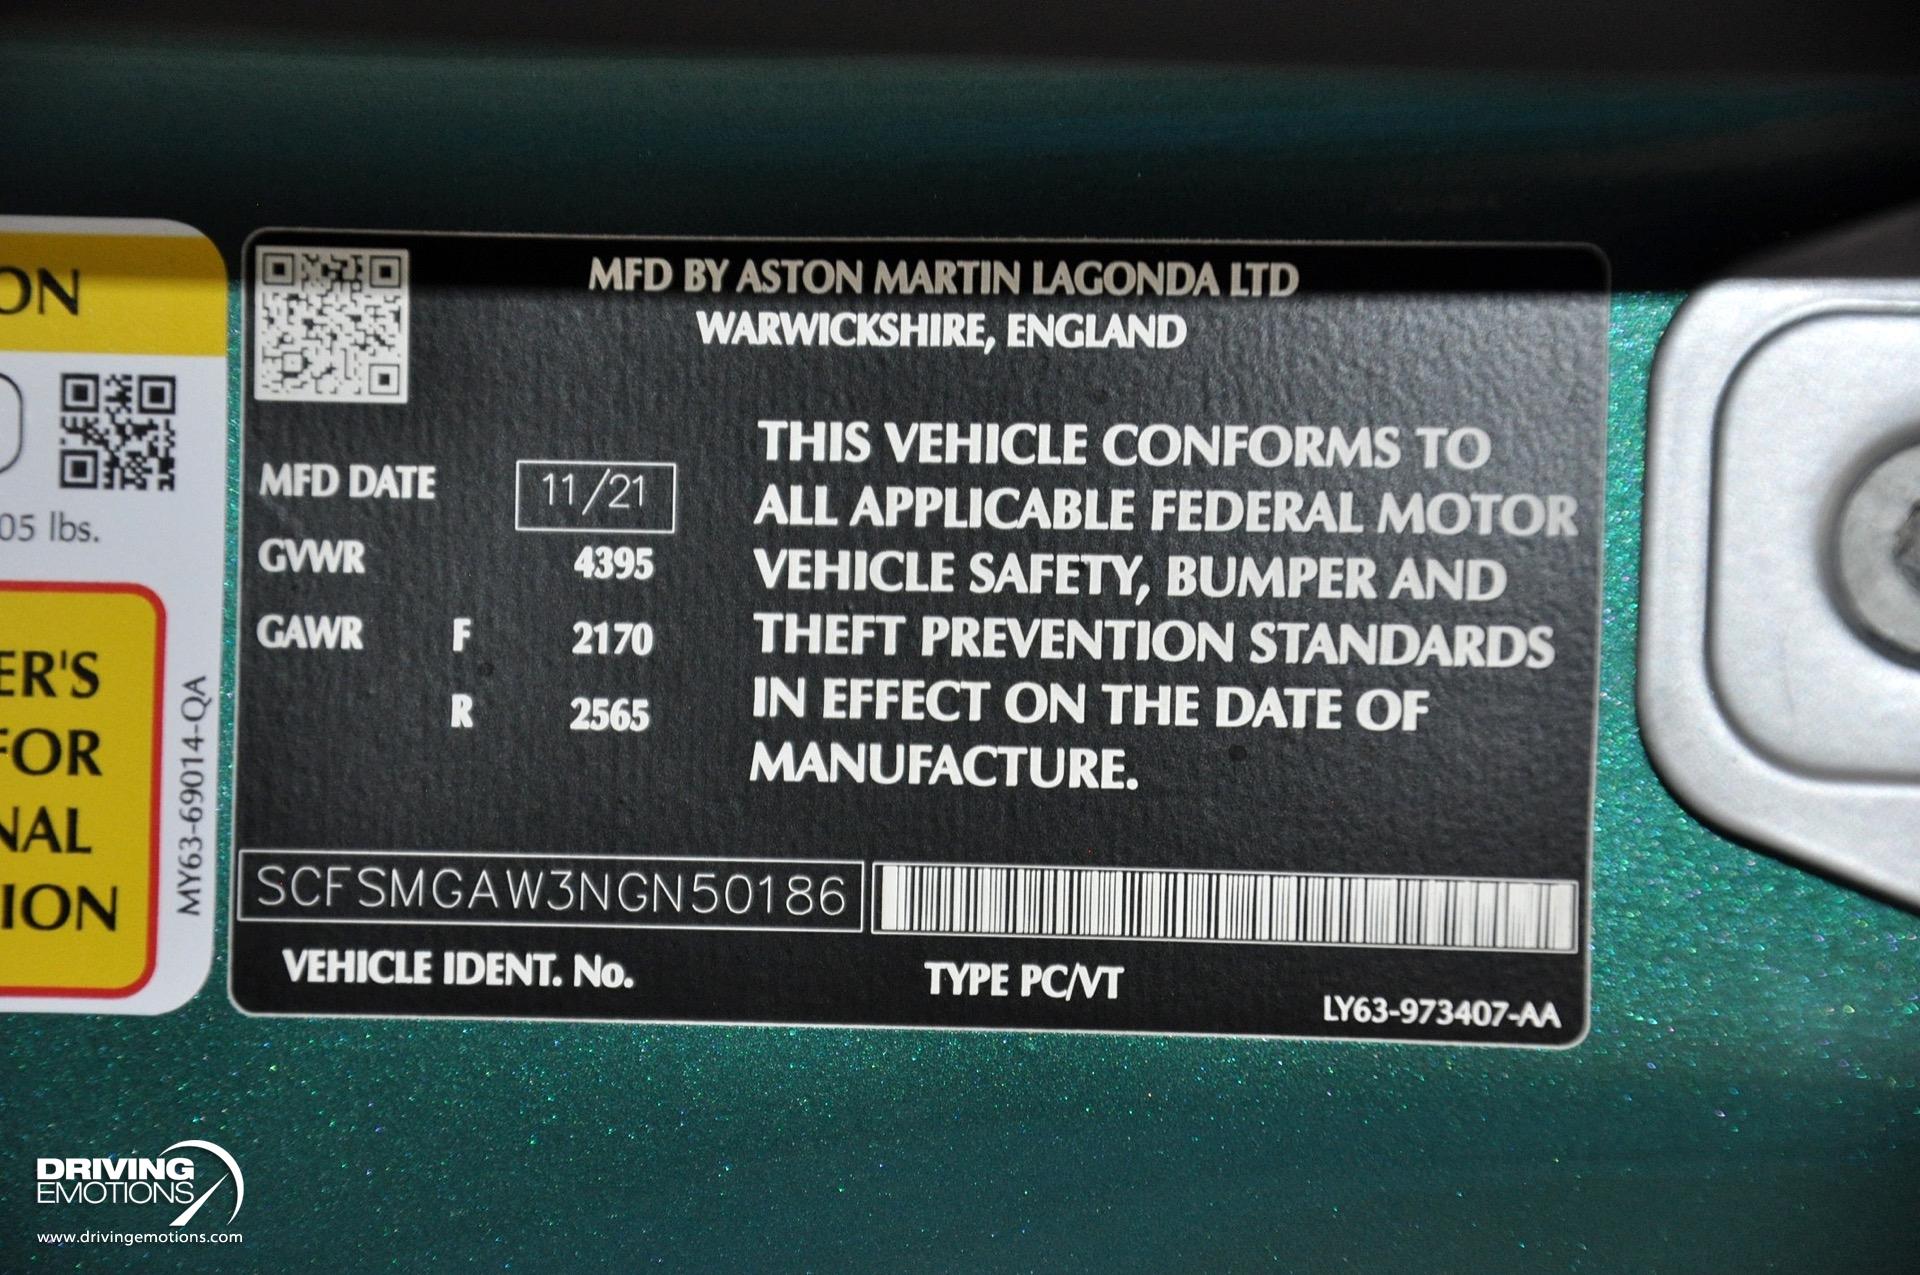 ON
05 lbs.
ER'S
FOR
NAL
ION
MY63-69014-QA
MFD BY ASTON MARTIN LAGONDA LTD
WARWICKSHIRE, ENGLAND
MFD DATE 11/21
GVWR 4395
GAWR F 2170
R 2565
THIS VEHICLE CONFORMS TO
ALL APPLICABLE FEDERAL MOTOR
VEHICLE SAFETY, BUMPER AND
THEFT PREVENTION STANDARDS
IN EFFECT ON THE DATE OF
MANUFACTURE.
SCFSMGAW3NGN50186
VEHICLE IDENT. No.
TYPE PC/VT
LY63-973407-AA
DRIVING
EMOTIONS
www.drivingemotions.com